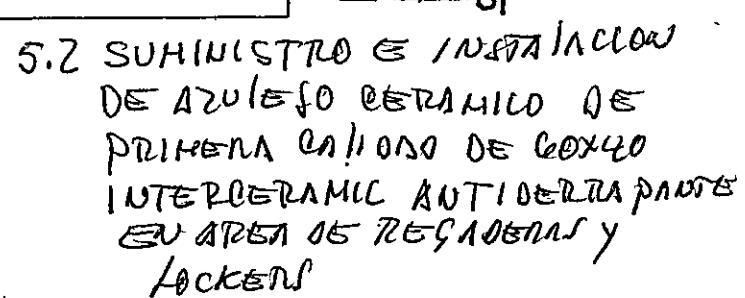 5.2 SUMINISTRO E INSTALACION
DE AZULEJO CERAMICO DE
PRIMERA CALIDAD DE 60X40
INTERCERAMIC ANTIDERRAPANTE
EN AREA DE REGADERAS y
LOCKERS